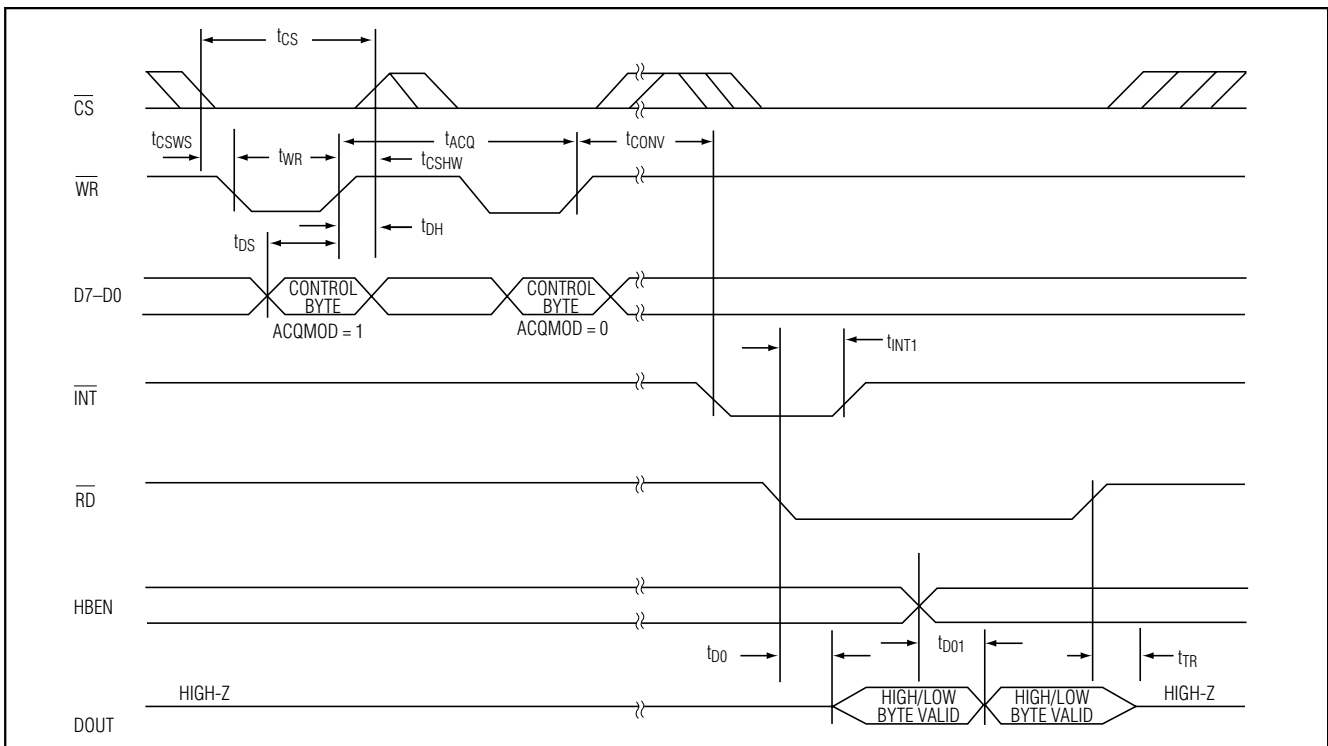 tCS
CS
tCSWS
tWR
tACQ
tCSHW
tCONV
WR
tDS
tDH
D7–D0
CONTROL
BYTE
ACQMOD = 1
CONTROL
BYTE
ACQMOD = 0
tINT1
INT
RD
HBEN
tD0
tD01
tTR
DOUT
HIGH-Z
HIGH/LOW
BYTE VALID
HIGH/LOW
BYTE VALID
HIGH-Z